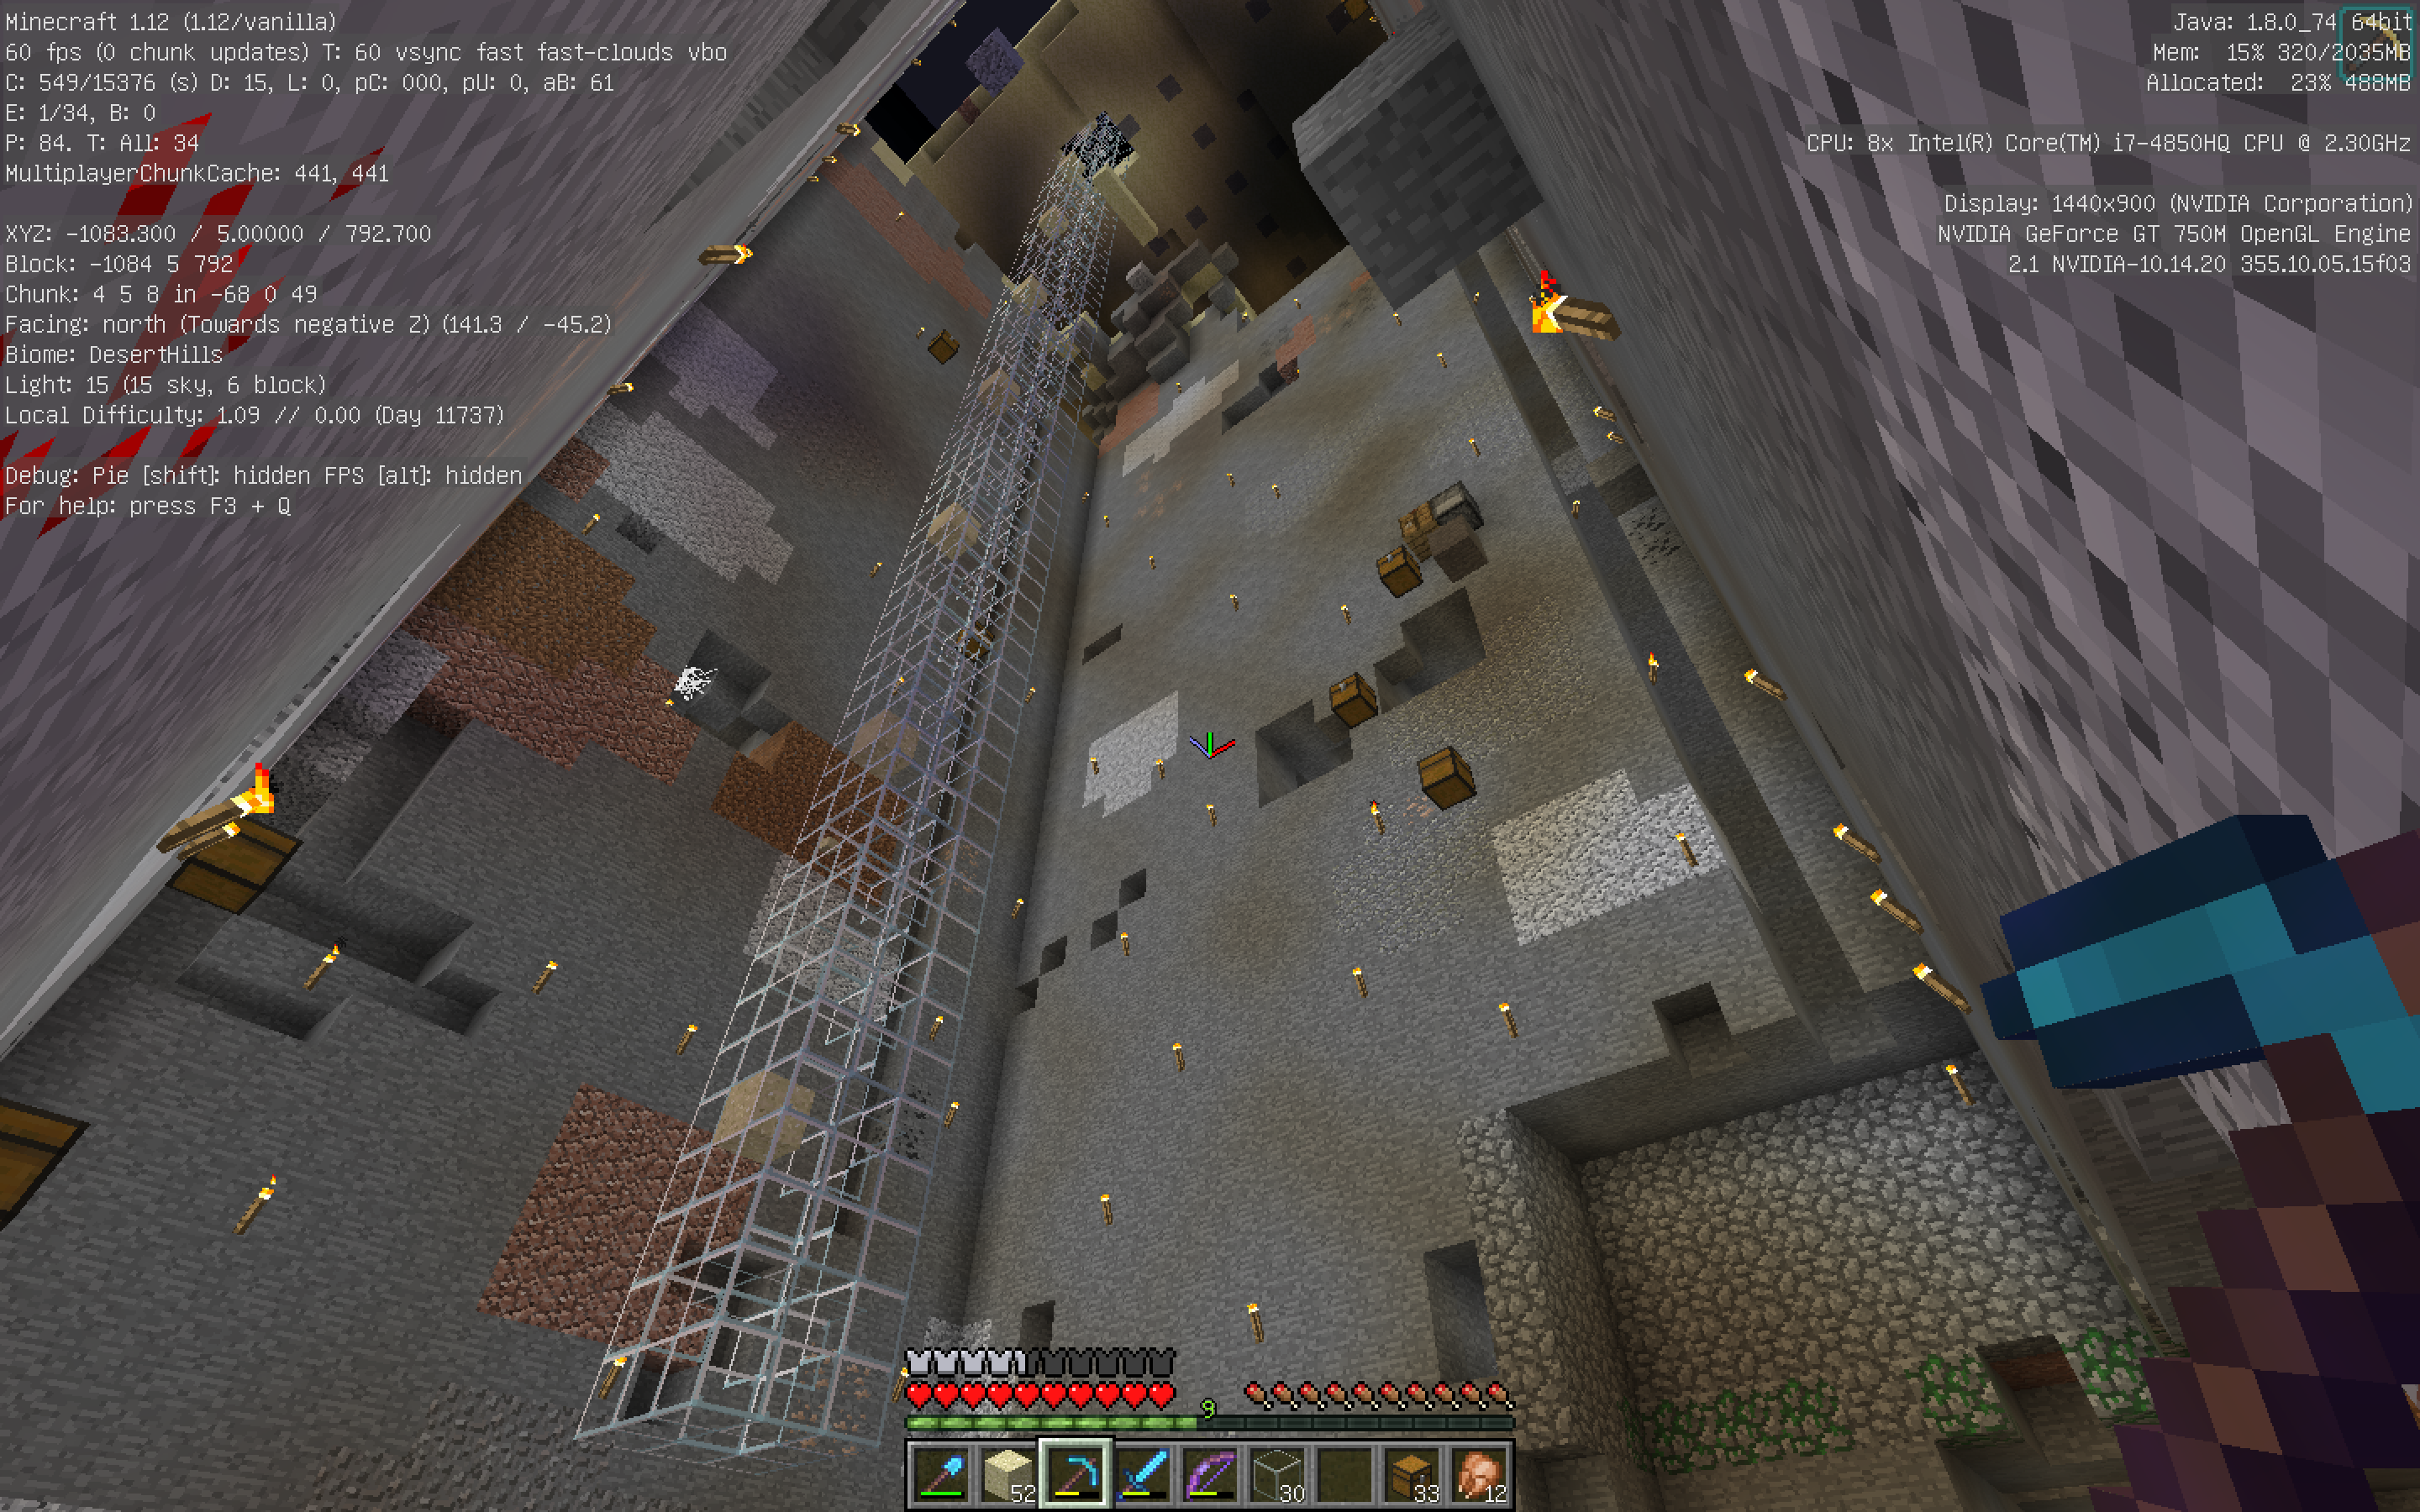 Minecraft 1.12 (1.12/vanilla)
60 fps (0 chunk updates) T: 60 vsync fast fast-clouds vbo
C: 549/15376 (s) D: 15, L: 0, pC: 000, pU: 0, aB: 61
E: 1/34, B: 0
P: 84. T: All: 34
MultiplayerChunkCache: 441, 441
XYZ: -1083.300 / 5.00000 / 792.700
Block: -1084 5 792
Chunk: 4 5 8 in -68 0 49
Facing: north (Towards negative Z) (141.3 / -45.2)
Biome: DesertHills
Light: 15 (15 sky, 6 block)
Local Difficulty: 1.09 // 0.00 (Day 11737)
Debug: Pie [shift]: hidden FPS [alt]: hidden
For help: press F3 + Q
Java: 1.8.0_74 64bit
Mem: 15% 320/2035MB
Allocated: 23% 488MB
CPU: 8x Intel(R) Core(TM) i7-4850HQ CPU @ 2.30GHz
Display: 1440x900 (NVIDIA Corporation)
NVIDIA GeForce GT 750M OpenGL Engine
2.1 NVIDIA-10.14.20 355.10.05.15f03
9
52 30 33 12